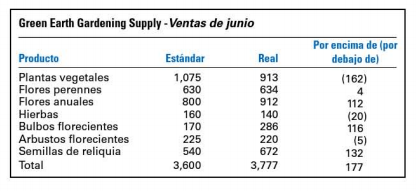 Green Earth Gardening Supply - Ventas de junio
Por encima de (por
Producto Estándar Real debajo de)
Plantas vegetales 1,075 913 (162)
Flores perennes 630 634 4
Flores anuales 800 912 112
Hierbas 160 140 (20)
Bulbos florecientes 170 286 116
Arbustos florecientes 225 220 (5)
Semillas de reliquia 540 672 132
Total 3,600 3,777 177